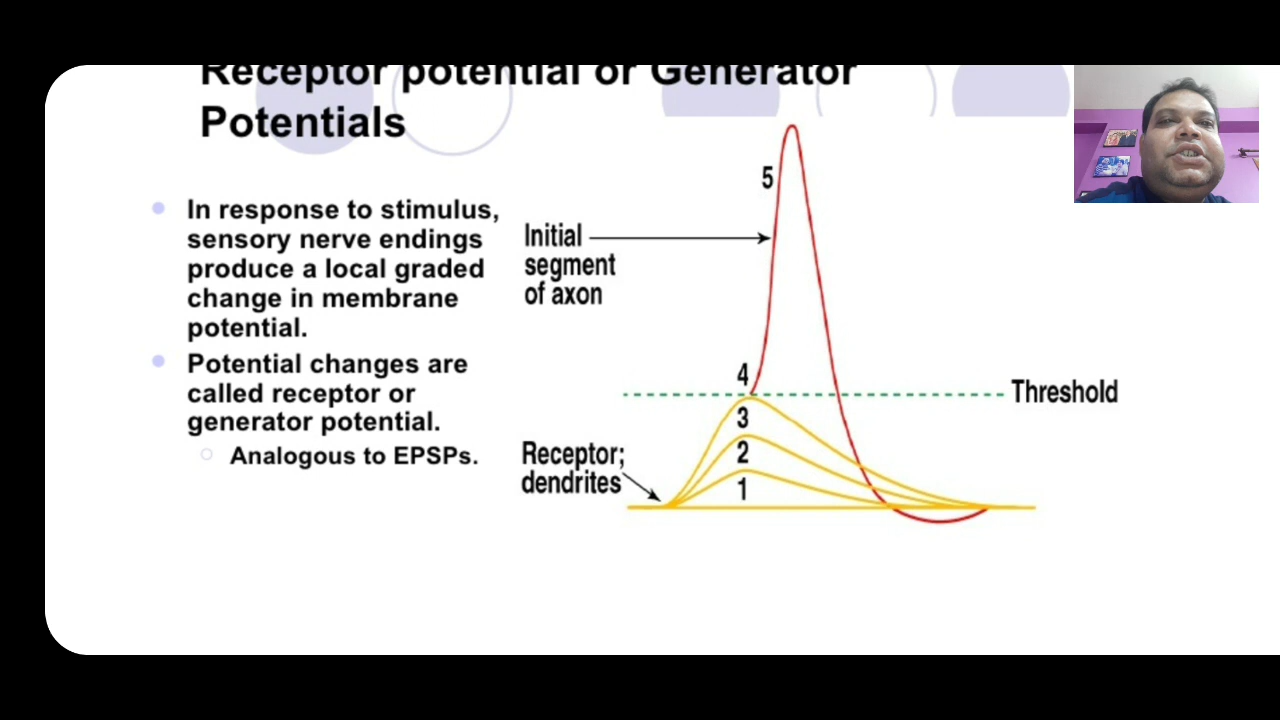 Receptor potential or Generator
Potentials
In response to stimulus,
sensory nerve endings
produce a local graded
change in membrane
potential.
Potential changes are
called receptor or
generator potential.
Analogous to EPSPs.
5
Initial
segment
of axon
4
Threshold
3
2
1
Receptor;
dendrites